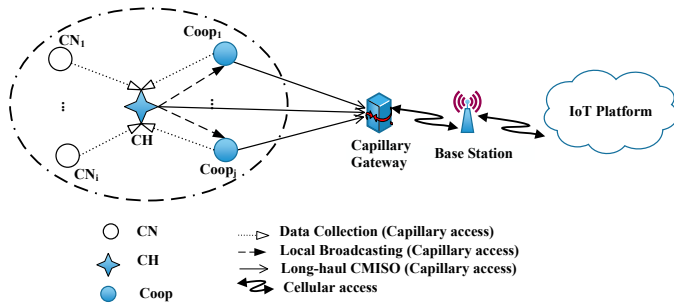 CN1
Coop1
...
...
CH
CNi
Coopj
Capillary
Gateway
Base Station
IoT Platform
CN
CH
Coop
Data Collection (Capillary access)
Local Broadcasting (Capillary access)
Long-haul CMISO (Capillary access)
Cellular access